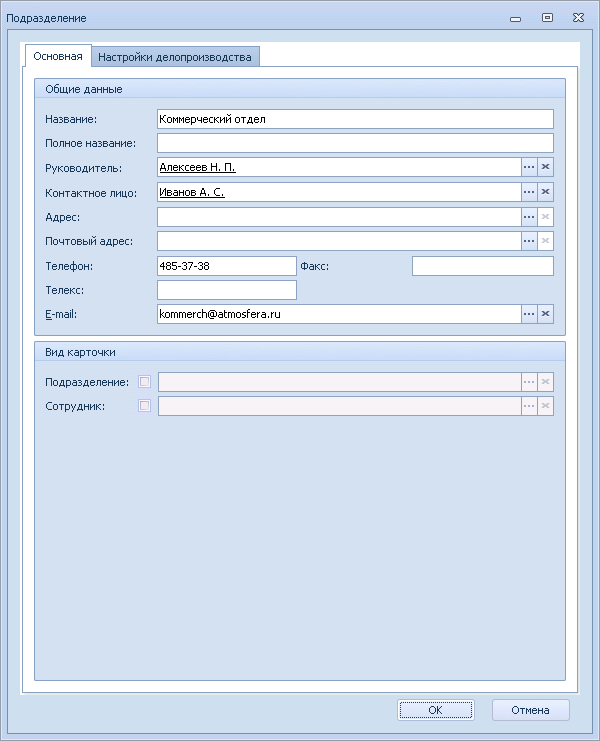 Подразделение
Основная Настройки делопроизводства
Общие данные
Название: Коммерческий отдел
Полное название:
Руководитель: Алексеев Н. П.
Контактное лицо: Иванов А. С.
Адрес:
Почтовый адрес:
Телефон: 485-37-38 Факс:
Телекс:
E-mail: kommerch@atmosfera.ru
Вид карточки
Подразделение:
Сотрудник:
OK Отмена